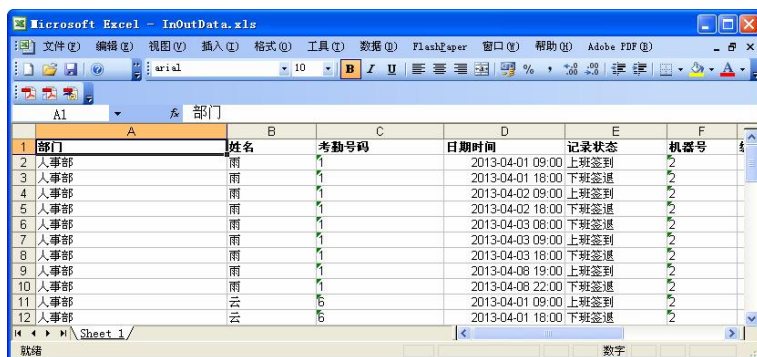 Microsoft Excel - InOutData.xls
文件(F) 编辑(E) 视图(V) 插入(I) 格式(O) 工具(T) 数据(D) FlashPaper 窗口(W) 帮助(H) Adobe PDF(B)
arial 10 B I U % ,
A1 fx 部门
A B C D E F
1 部门 姓名 考勤号码 日期时间 记录状态 机器号
2 人事部 雨 1 2013-04-01 09:00 上班签到 2
3 人事部 雨 1 2013-04-01 18:00 下班签退 2
4 人事部 雨 1 2013-04-02 09:00 上班签到 2
5 人事部 雨 1 2013-04-02 18:00 下班签退 2
6 人事部 雨 1 2013-04-03 08:00 下班签退 2
7 人事部 雨 1 2013-04-03 09:00 上班签到 2
8 人事部 雨 1 2013-04-03 18:00 下班签退 2
9 人事部 雨 1 2013-04-08 19:00 上班签到 2
10 人事部 雨 1 2013-04-08 22:00 下班签退 2
11 人事部 云 6 2013-04-01 09:00 上班签到 2
12 人事部 云 6 2013-04-01 18:00 下班签退 2
Sheet 1
就绪 数字